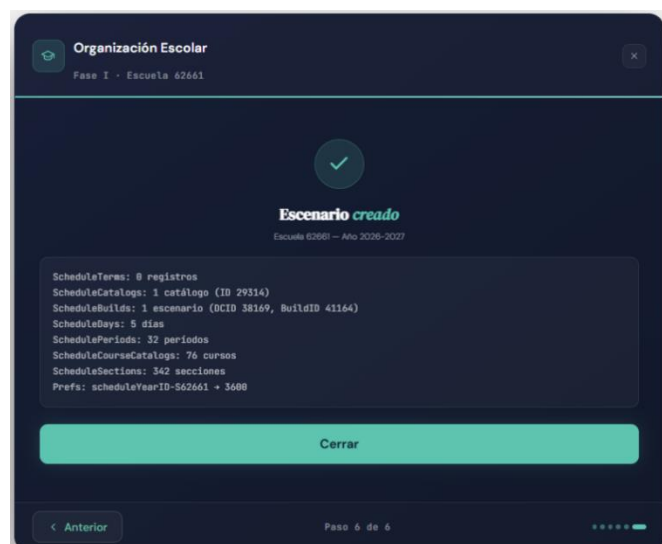 Organización Escolar
Fase I · Escuela 62661
Escenario creado
Escuela 62661 — Año 2026-2027
ScheduleTerms: 0 registros
ScheduleCatalogs: 1 catálogo (ID 29314)
ScheduleBuilds: 1 escenario (DCID 38169, BuildID 41164)
ScheduleDays: 5 días
SchedulePeriods: 32 períodos
ScheduleCourseCatalogs: 76 cursos
ScheduleSections: 342 secciones
Prefs: scheduleYearID-S62661 → 3600
Cerrar
< Anterior
Paso 6 de 6